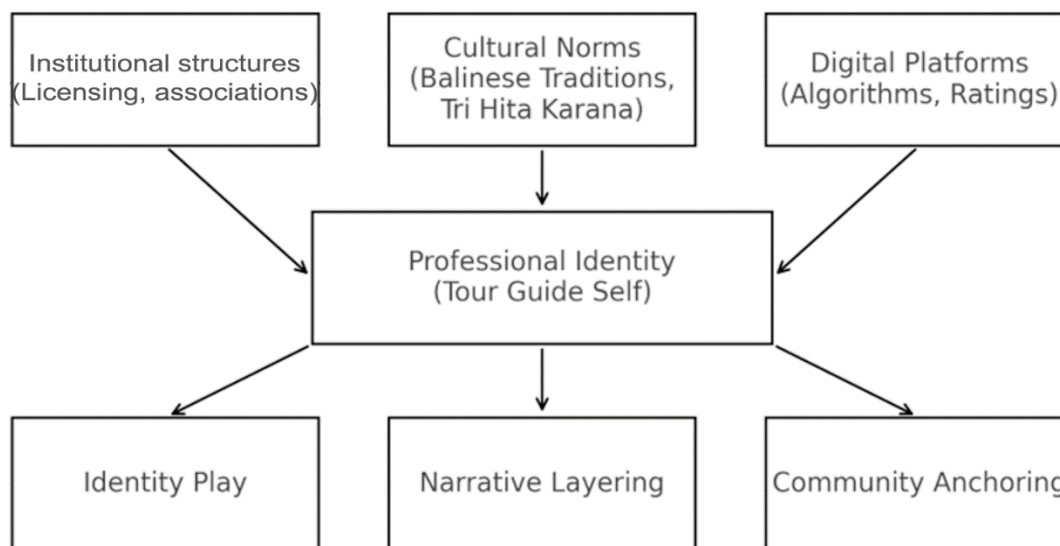 Institutional structures
(Licensing, associations)
Cultural Norms
(Balinese Traditions,
Tri Hita Karana)
Digital Platforms
(Algorithms, Ratings)
Professional Identity
(Tour Guide Self)
Identity Play
Narrative Layering
Community Anchoring